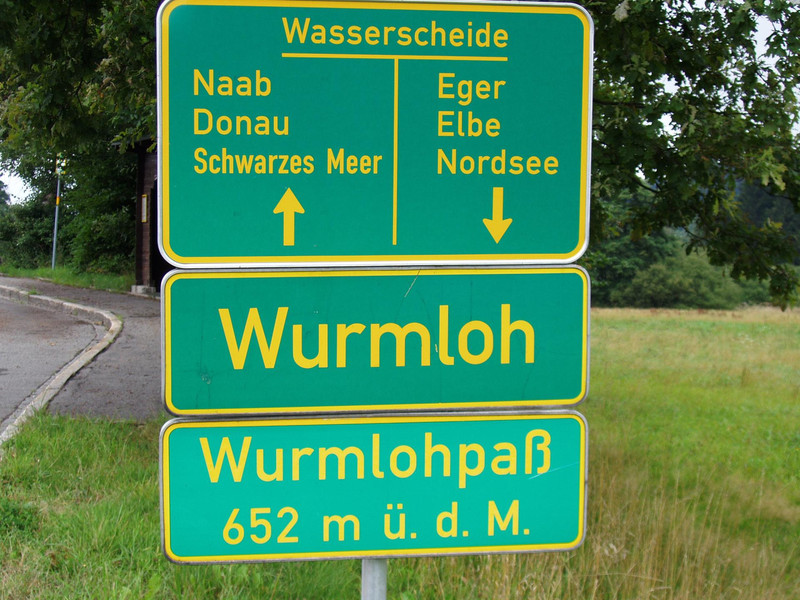 Wasserscheide
Naab
Donau
Schwarzes Meer
Eger
Elbe
Nordsee
Wurmloh
Wurmlohpaß
652 m ü. d. M.